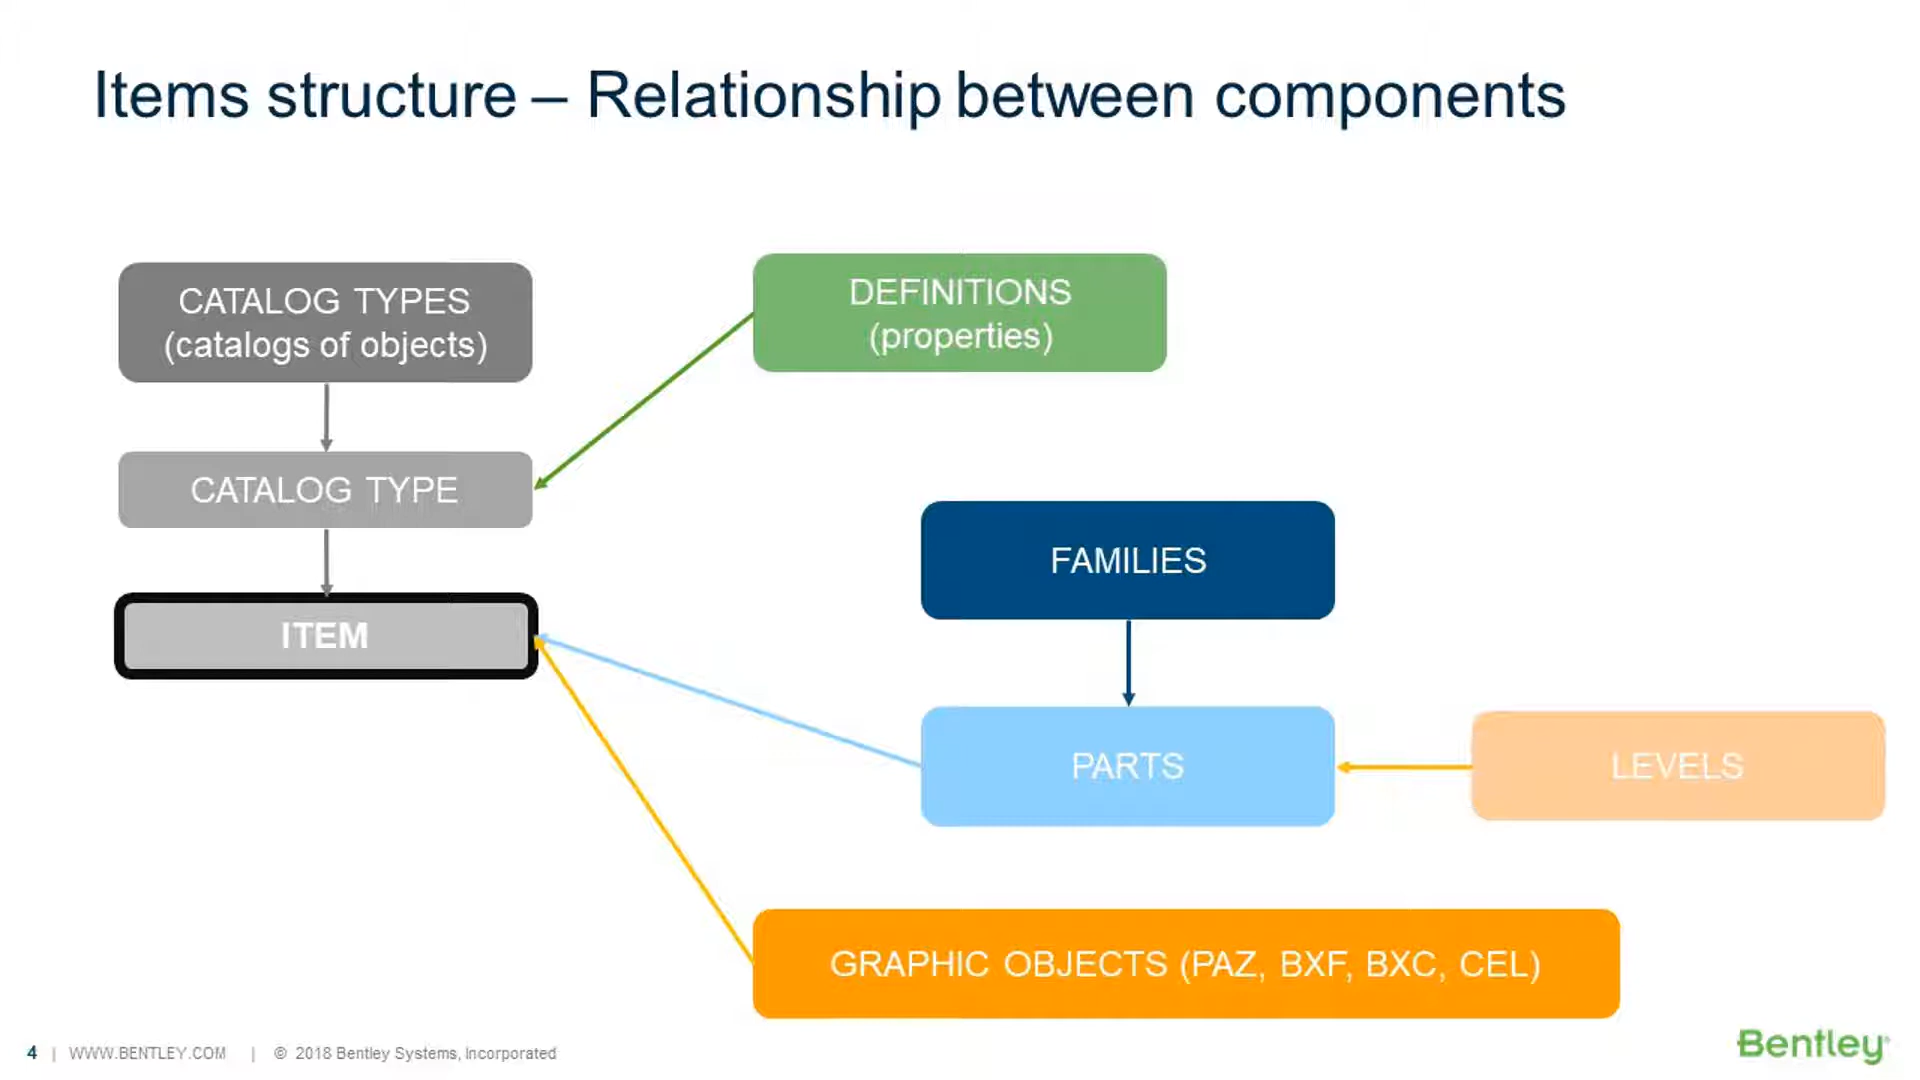 Items structure – Relationship between components
CATALOG TYPES
(catalogs of objects)
DEFINITIONS
(properties)
CATALOG TYPE
FAMILIES
ITEM
PARTS
LEVELS
GRAPHIC OBJECTS (PAZ, BXF, BXC, CEL)
4 | WWW.BENTLEY.COM | © 2018 Bentley Systems, Incorporated
Bentley®